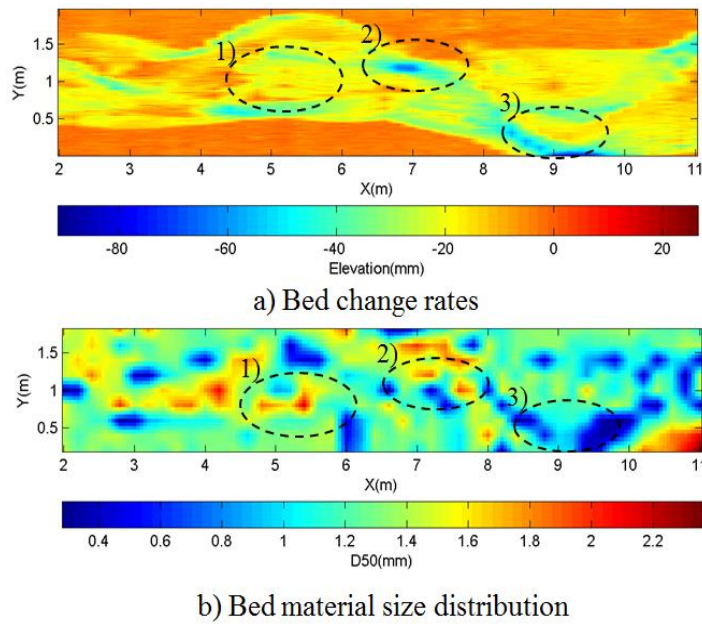 1)
2)
3)
Y(m)
1.5
1
0.5
2 3 4 5 6 7 8 9 10 11
X(m)
-80 -60 -40 -20 0 20
Elevation(mm)
a) Bed change rates
1)
2)
3)
Y(m)
1.5
1
0.5
2 3 4 5 6 7 8 9 10 11
X(m)
0.4 0.6 0.8 1 1.2 1.4 1.6 1.8 2 2.2
D50(mm)
b) Bed material size distribution